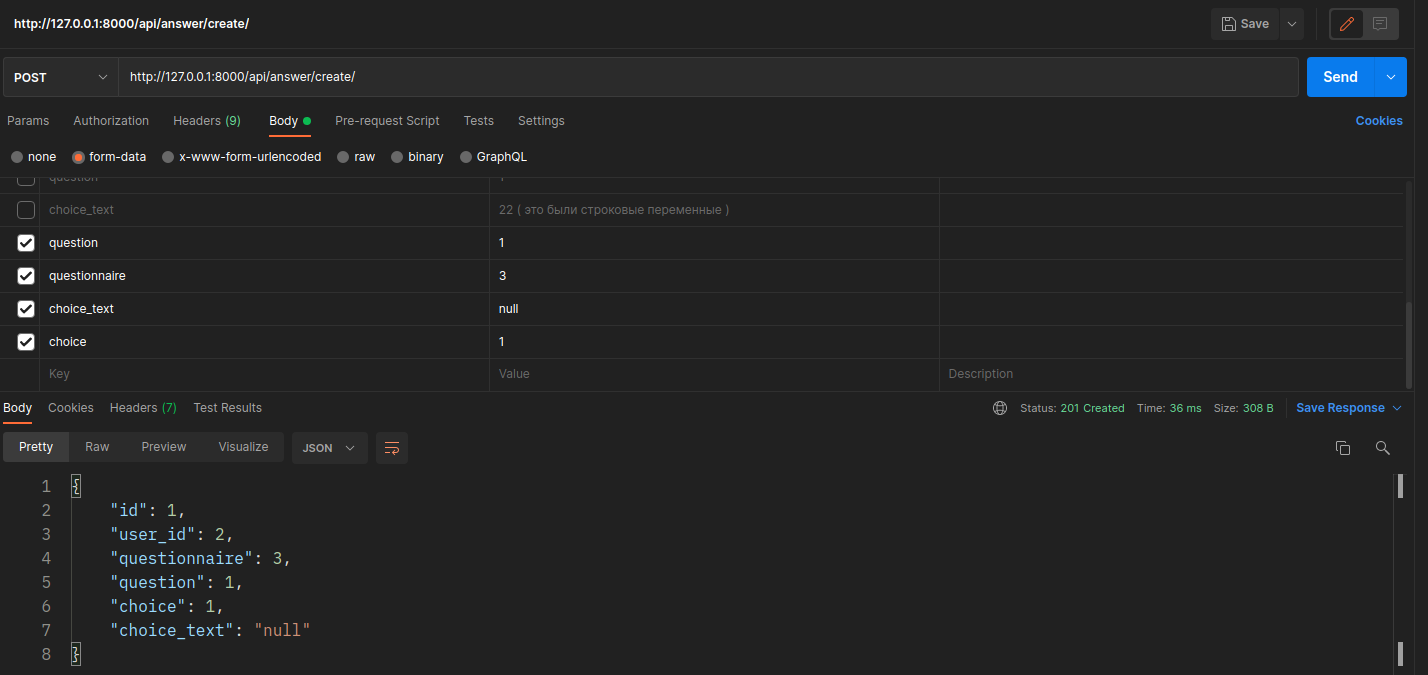 http://127.0.0.1:8000/api/answer/create/ Save
POST http://127.0.0.1:8000/api/answer/create/ Send
Params Authorization Headers (9) Body Pre-request Script Tests Settings Cookies
none form-data x-www-form-urlencoded raw binary GraphQL
question 1
choice_text 22 ( это были строковые переменные )
question 1
questionnaire 3
choice_text null
choice 1
Key Value Description
Body Cookies Headers (7) Test Results Status: 201 Created Time: 36 ms Size: 308 B Save Response
Pretty Raw Preview Visualize JSON
1 {
2 "id": 1,
3 "user_id": 2,
4 "questionnaire": 3,
5 "question": 1,
6 "choice": 1,
7 "choice_text": "null"
8 }